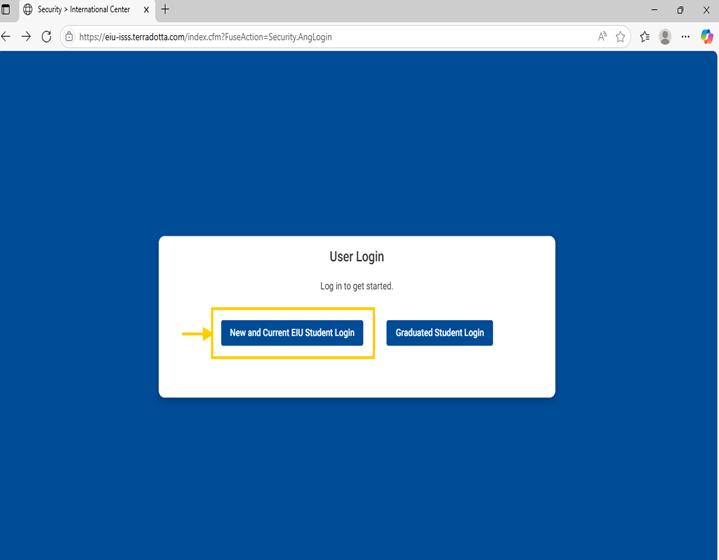 Security > International Center
https://eiu-isss.terradotta.com/index.cfm?FuseAction=Security.AngLogin
User Login
Log in to get started.
New and Current EIU Student Login
Graduated Student Login